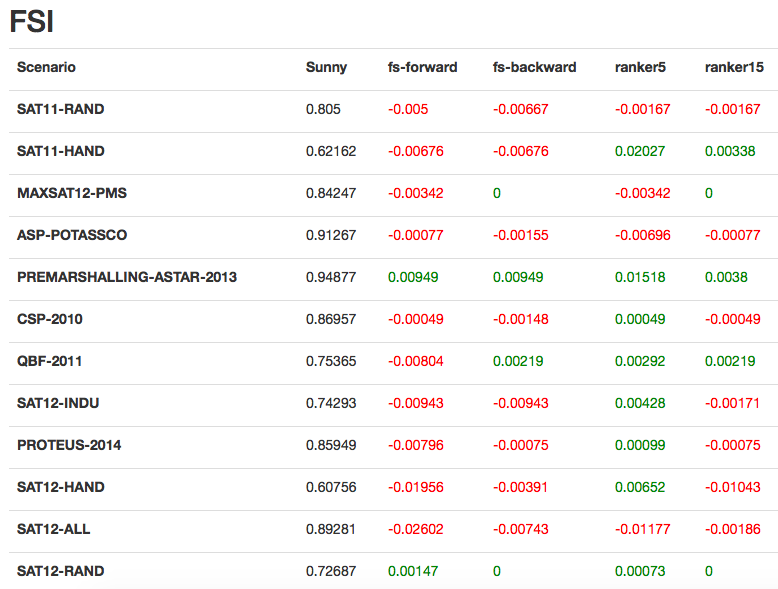 FSI
Scenario Sunny fs-forward fs-backward ranker5 ranker15
SAT11-RAND 0.805 -0.005 -0.00667 -0.00167 -0.00167
SAT11-HAND 0.62162 -0.00676 -0.00676 0.02027 0.00338
MAXSAT12-PMS 0.84247 -0.00342 0 -0.00342 0
ASP-POTASSCO 0.91267 -0.00077 -0.00155 -0.00696 -0.00077
PREMARSHALLING-ASTAR-2013 0.94877 0.00949 0.00949 0.01518 0.0038
CSP-2010 0.86957 -0.00049 -0.00148 0.00049 -0.00049
QBF-2011 0.75365 -0.00804 0.00219 0.00292 0.00219
SAT12-INDU 0.74293 -0.00943 -0.00943 0.00428 -0.00171
PROTEUS-2014 0.85949 -0.00796 -0.00075 0.00099 -0.00075
SAT12-HAND 0.60756 -0.01956 -0.00391 0.00652 -0.01043
SAT12-ALL 0.89281 -0.02602 -0.00743 -0.01177 -0.00186
SAT12-RAND 0.72687 0.00147 0 0.00073 0